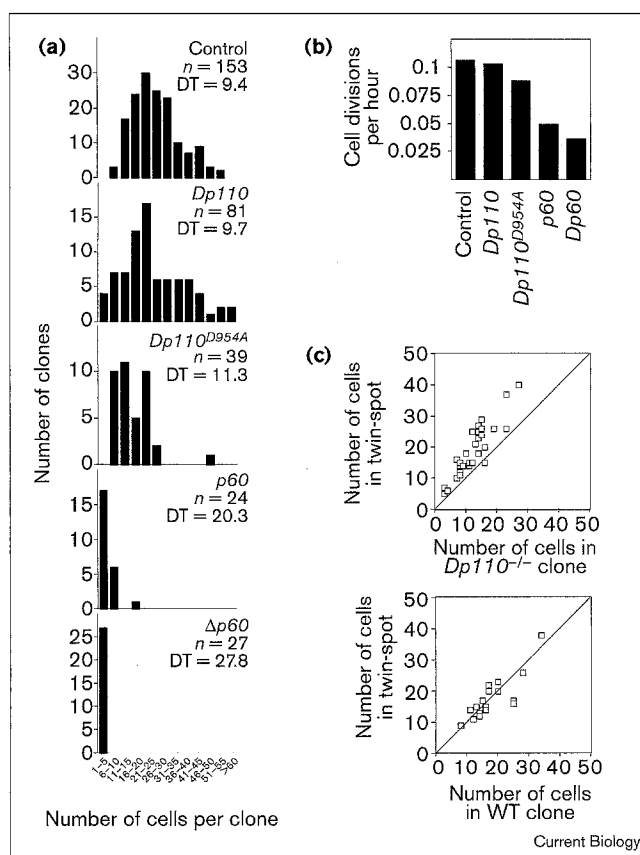 (a)
Control
n = 153
DT = 9.4
30
20
10
0
Dp110
n = 81
DT = 9.7
15
10
5
0
Dp110D954A
n = 39
DT = 11.3
10
5
0
p60
n = 24
DT = 20.3
15
10
5
0
Δp60
n = 27
DT = 27.8
25
20
15
10
5
0
Number of clones
1–5
6–10
11–15
16–20
21–25
26–30
31–35
36–40
41–45
46–50
51–55
>60
Number of cells per clone
(b)
Cell divisions
per hour
0.1
0.075
0.05
0.025
Control
Dp110
Dp110D954A
p60
Dp60
(c)
Number of cells
in twin-spot
50
40
30
20
10
0
0 10 20 30 40 50
Number of cells in
Dp110–/– clone
Number of cells
in twin-spot
50
40
30
20
10
0
0 10 20 30 40 50
Number of cells
in WT clone
Current Biology